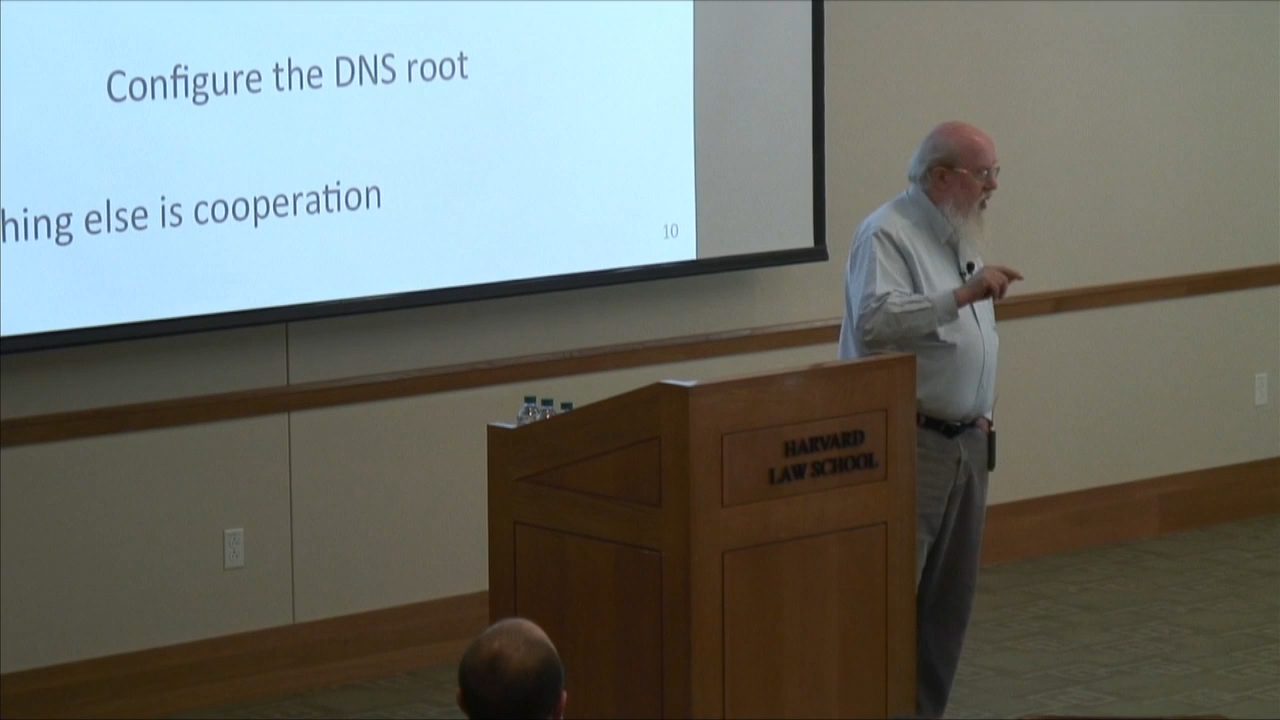 Configure the DNS root
hing else is cooperation
10
HARVARD
LAW SCHOOL